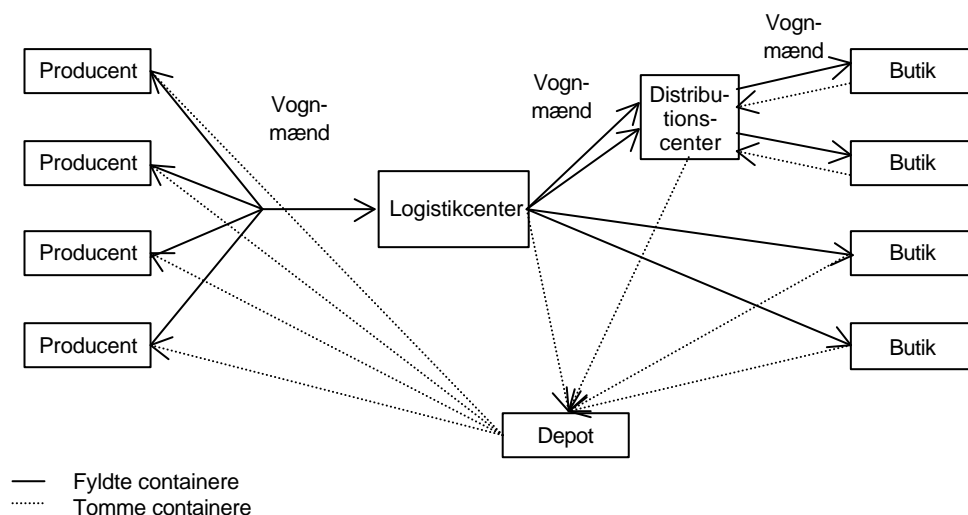 Vogn-
mænd
Producent
Butik
Vogn-
mænd
Vogn-
mænd
Distribu-
tions-
center
Producent
Butik
Logistikcenter
Producent
Butik
Producent
Butik
Depot
Fyldte containere
Tomme containere